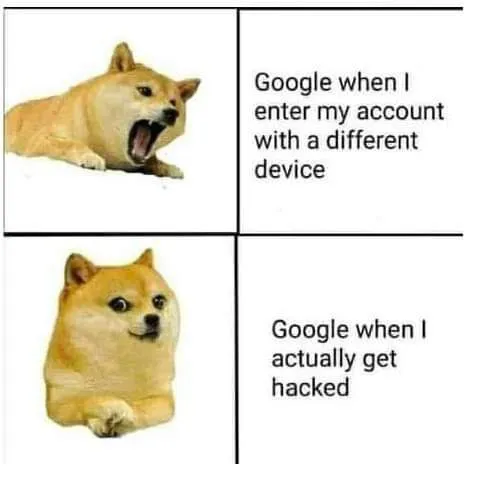 Google when I
enter my account
with a different
device
Google when I
actually get
hacked